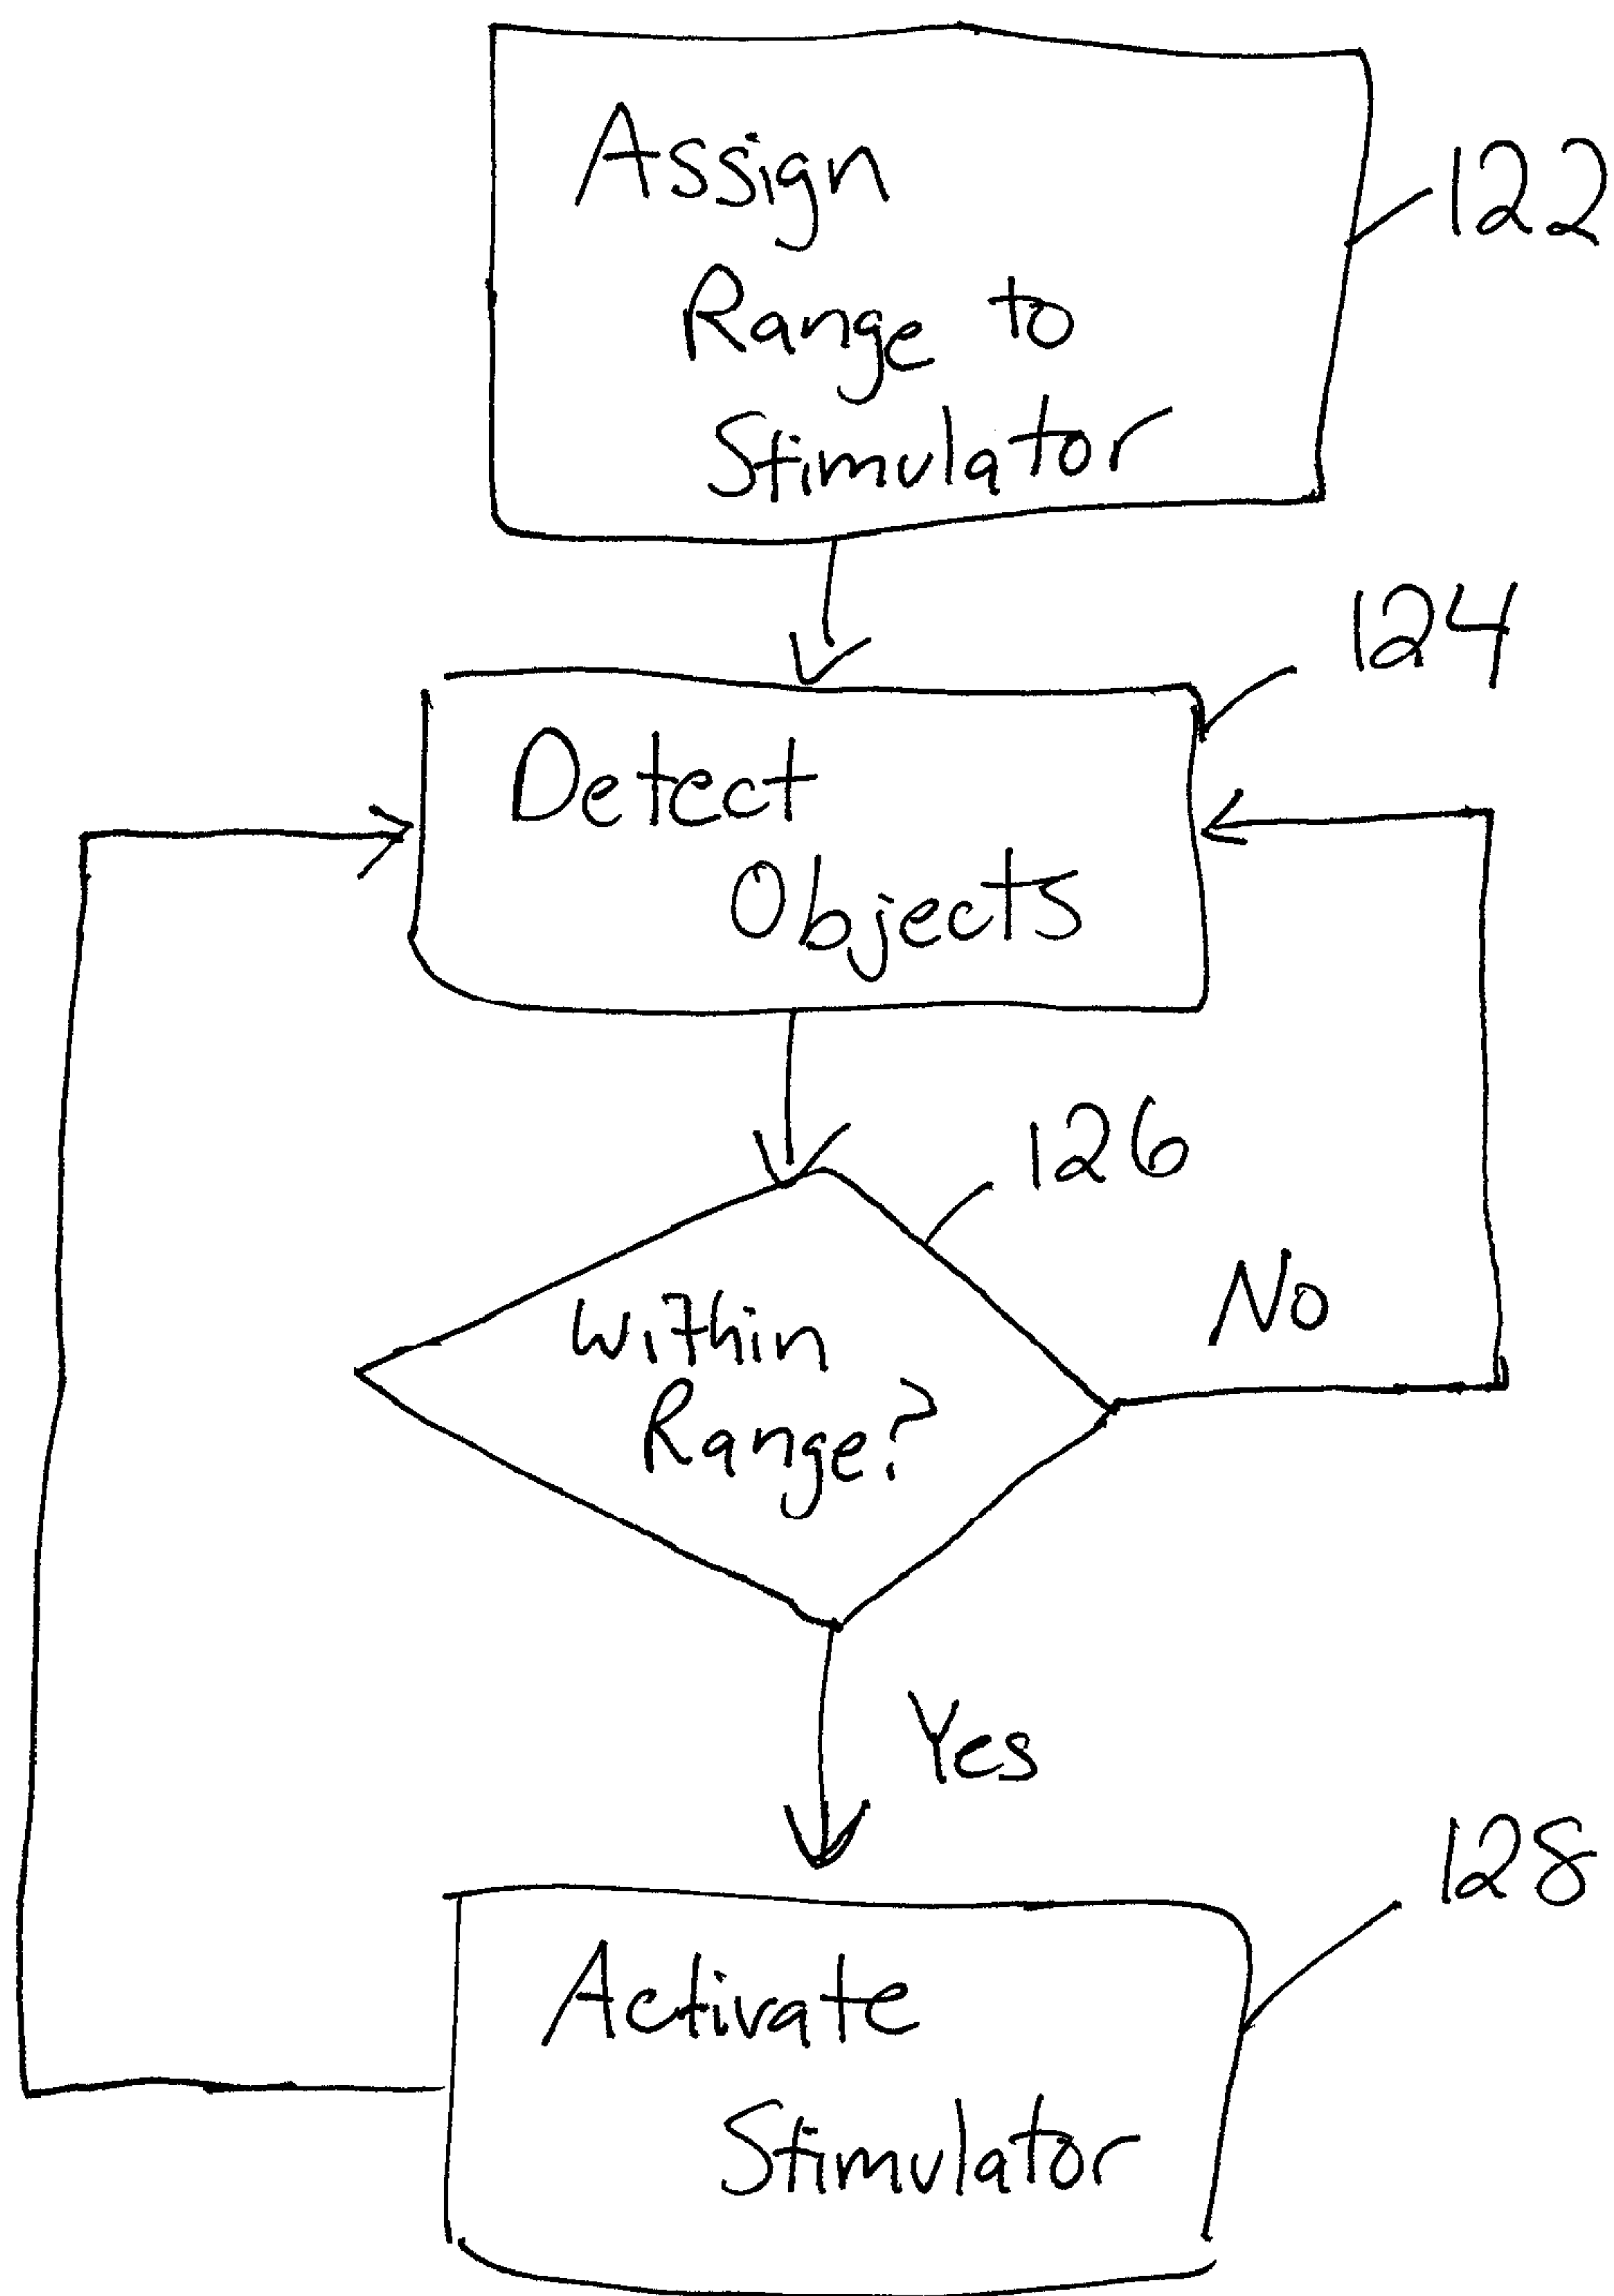 Assign
Range to
Stimulator
122
124
Detect
Objects
126
Within
Range?
No
Yes
128
Activate
Stimulator